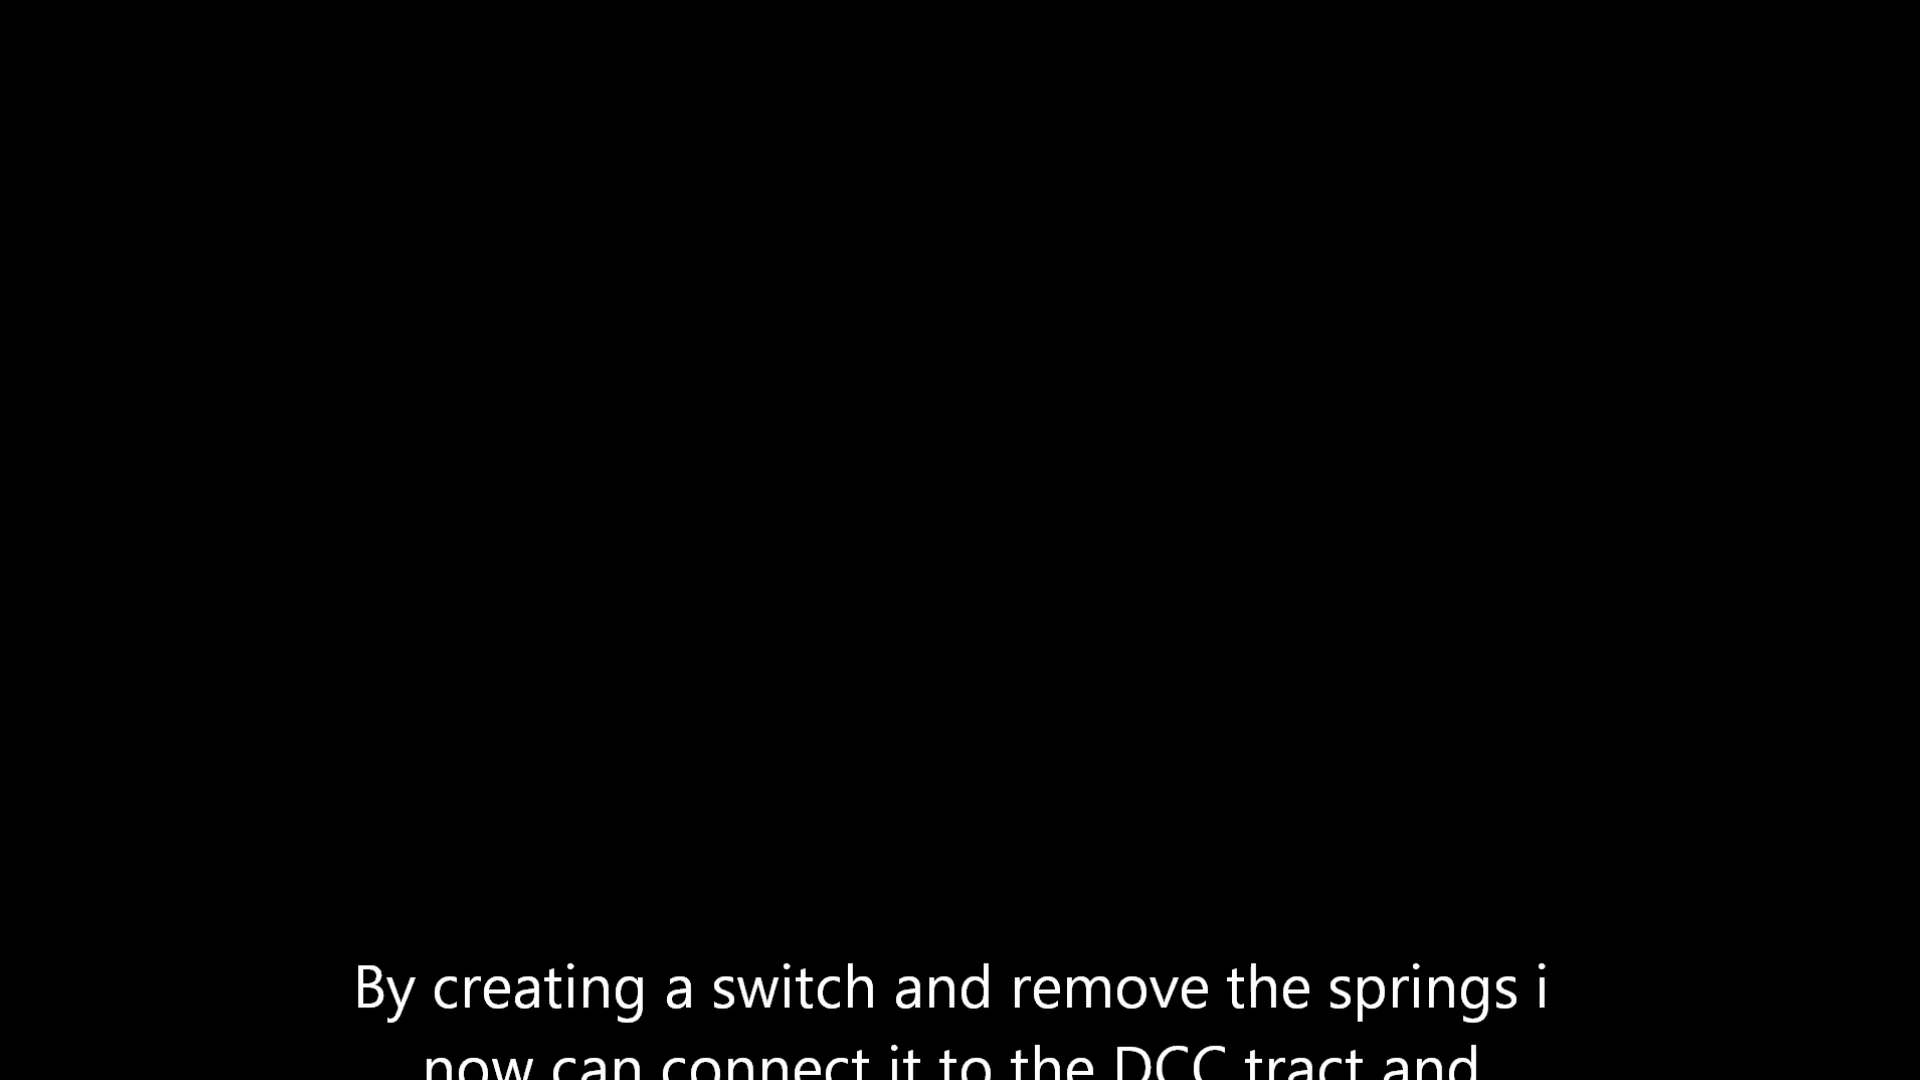 By creating a switch and remove the springs i
now can connect it to the DCC tract and